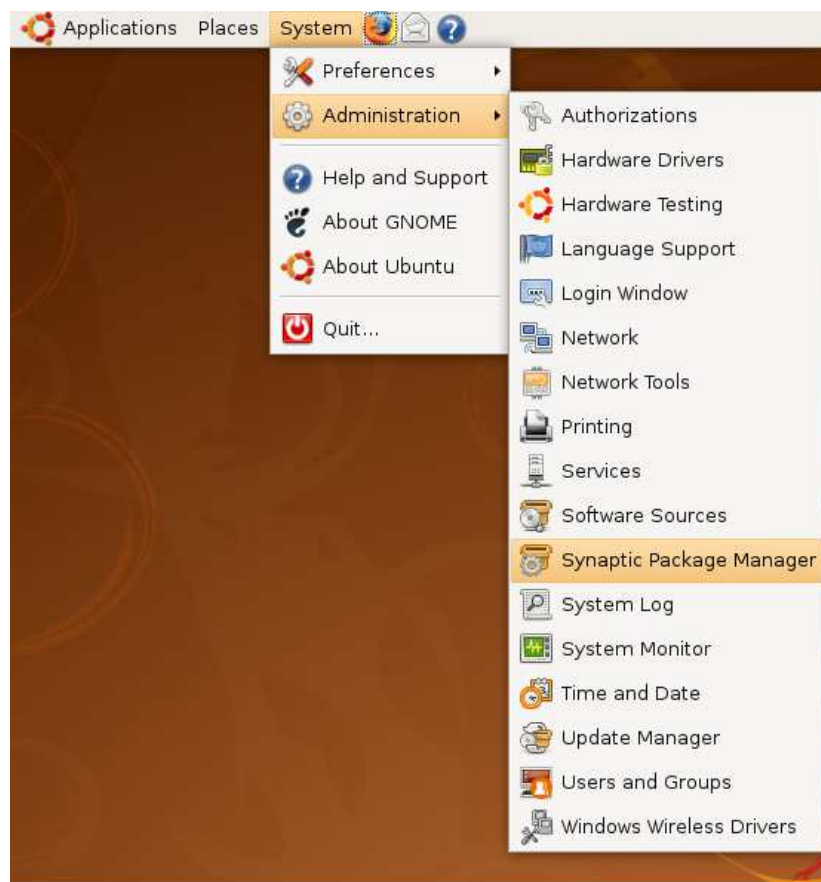 Applications Places System
Preferences
Administration
Help and Support
About GNOME
About Ubuntu
Quit...
Authorizations
Hardware Drivers
Hardware Testing
Language Support
Login Window
Network
Network Tools
Printing
Services
Software Sources
Synaptic Package Manager
System Log
System Monitor
Time and Date
Update Manager
Users and Groups
Windows Wireless Drivers